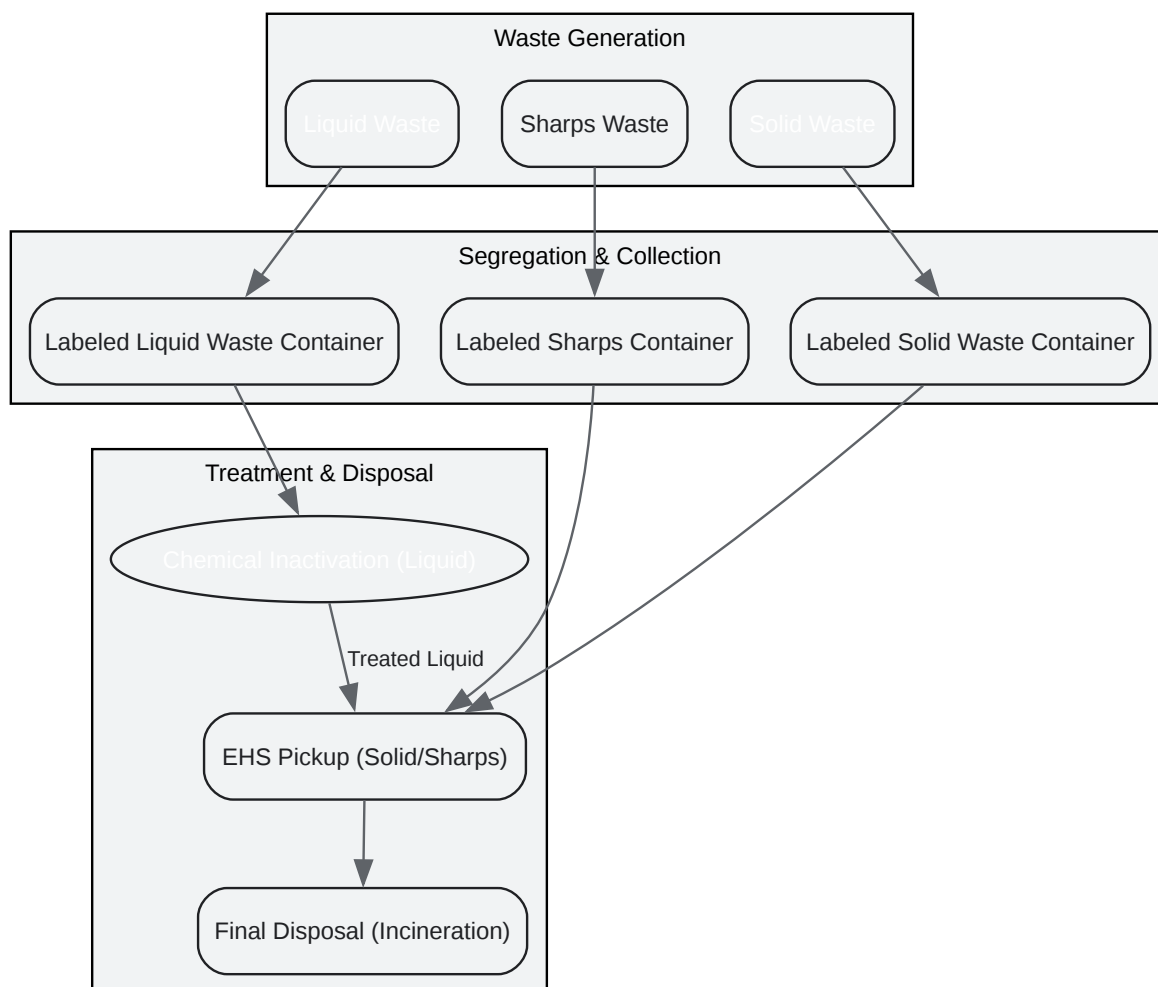 Waste Generation
Liquid Waste
Sharps Waste
Solid Waste
Segregation & Collection
Labeled Liquid Waste Container
Labeled Sharps Container
Labeled Solid Waste Container
Treatment & Disposal
Chemical Inactivation (Liquid)
Treated Liquid
EHS Pickup (Solid/Sharps)
Final Disposal (Incineration)